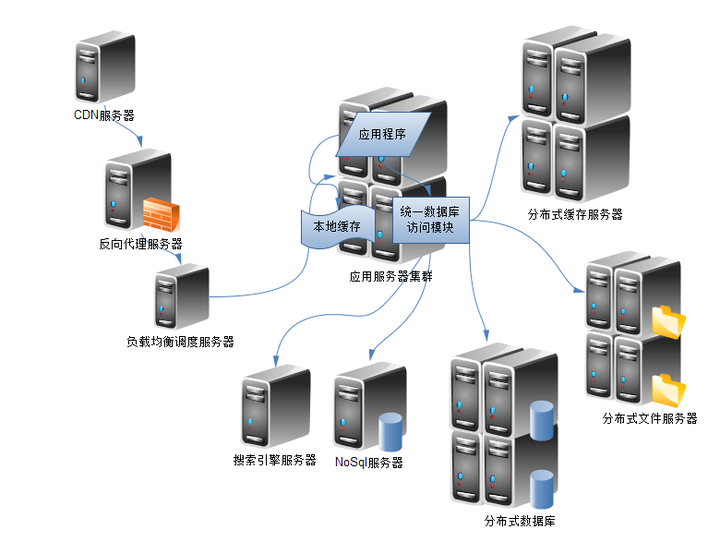 CDN服务器
反向代理服务器
负载均衡调度服务器
应用程序
本地缓存
统一数据库
访问模块
应用服务器集群
分布式缓存服务器
分布式文件服务器
搜索引擎服务器
NoSql服务器
分布式数据库